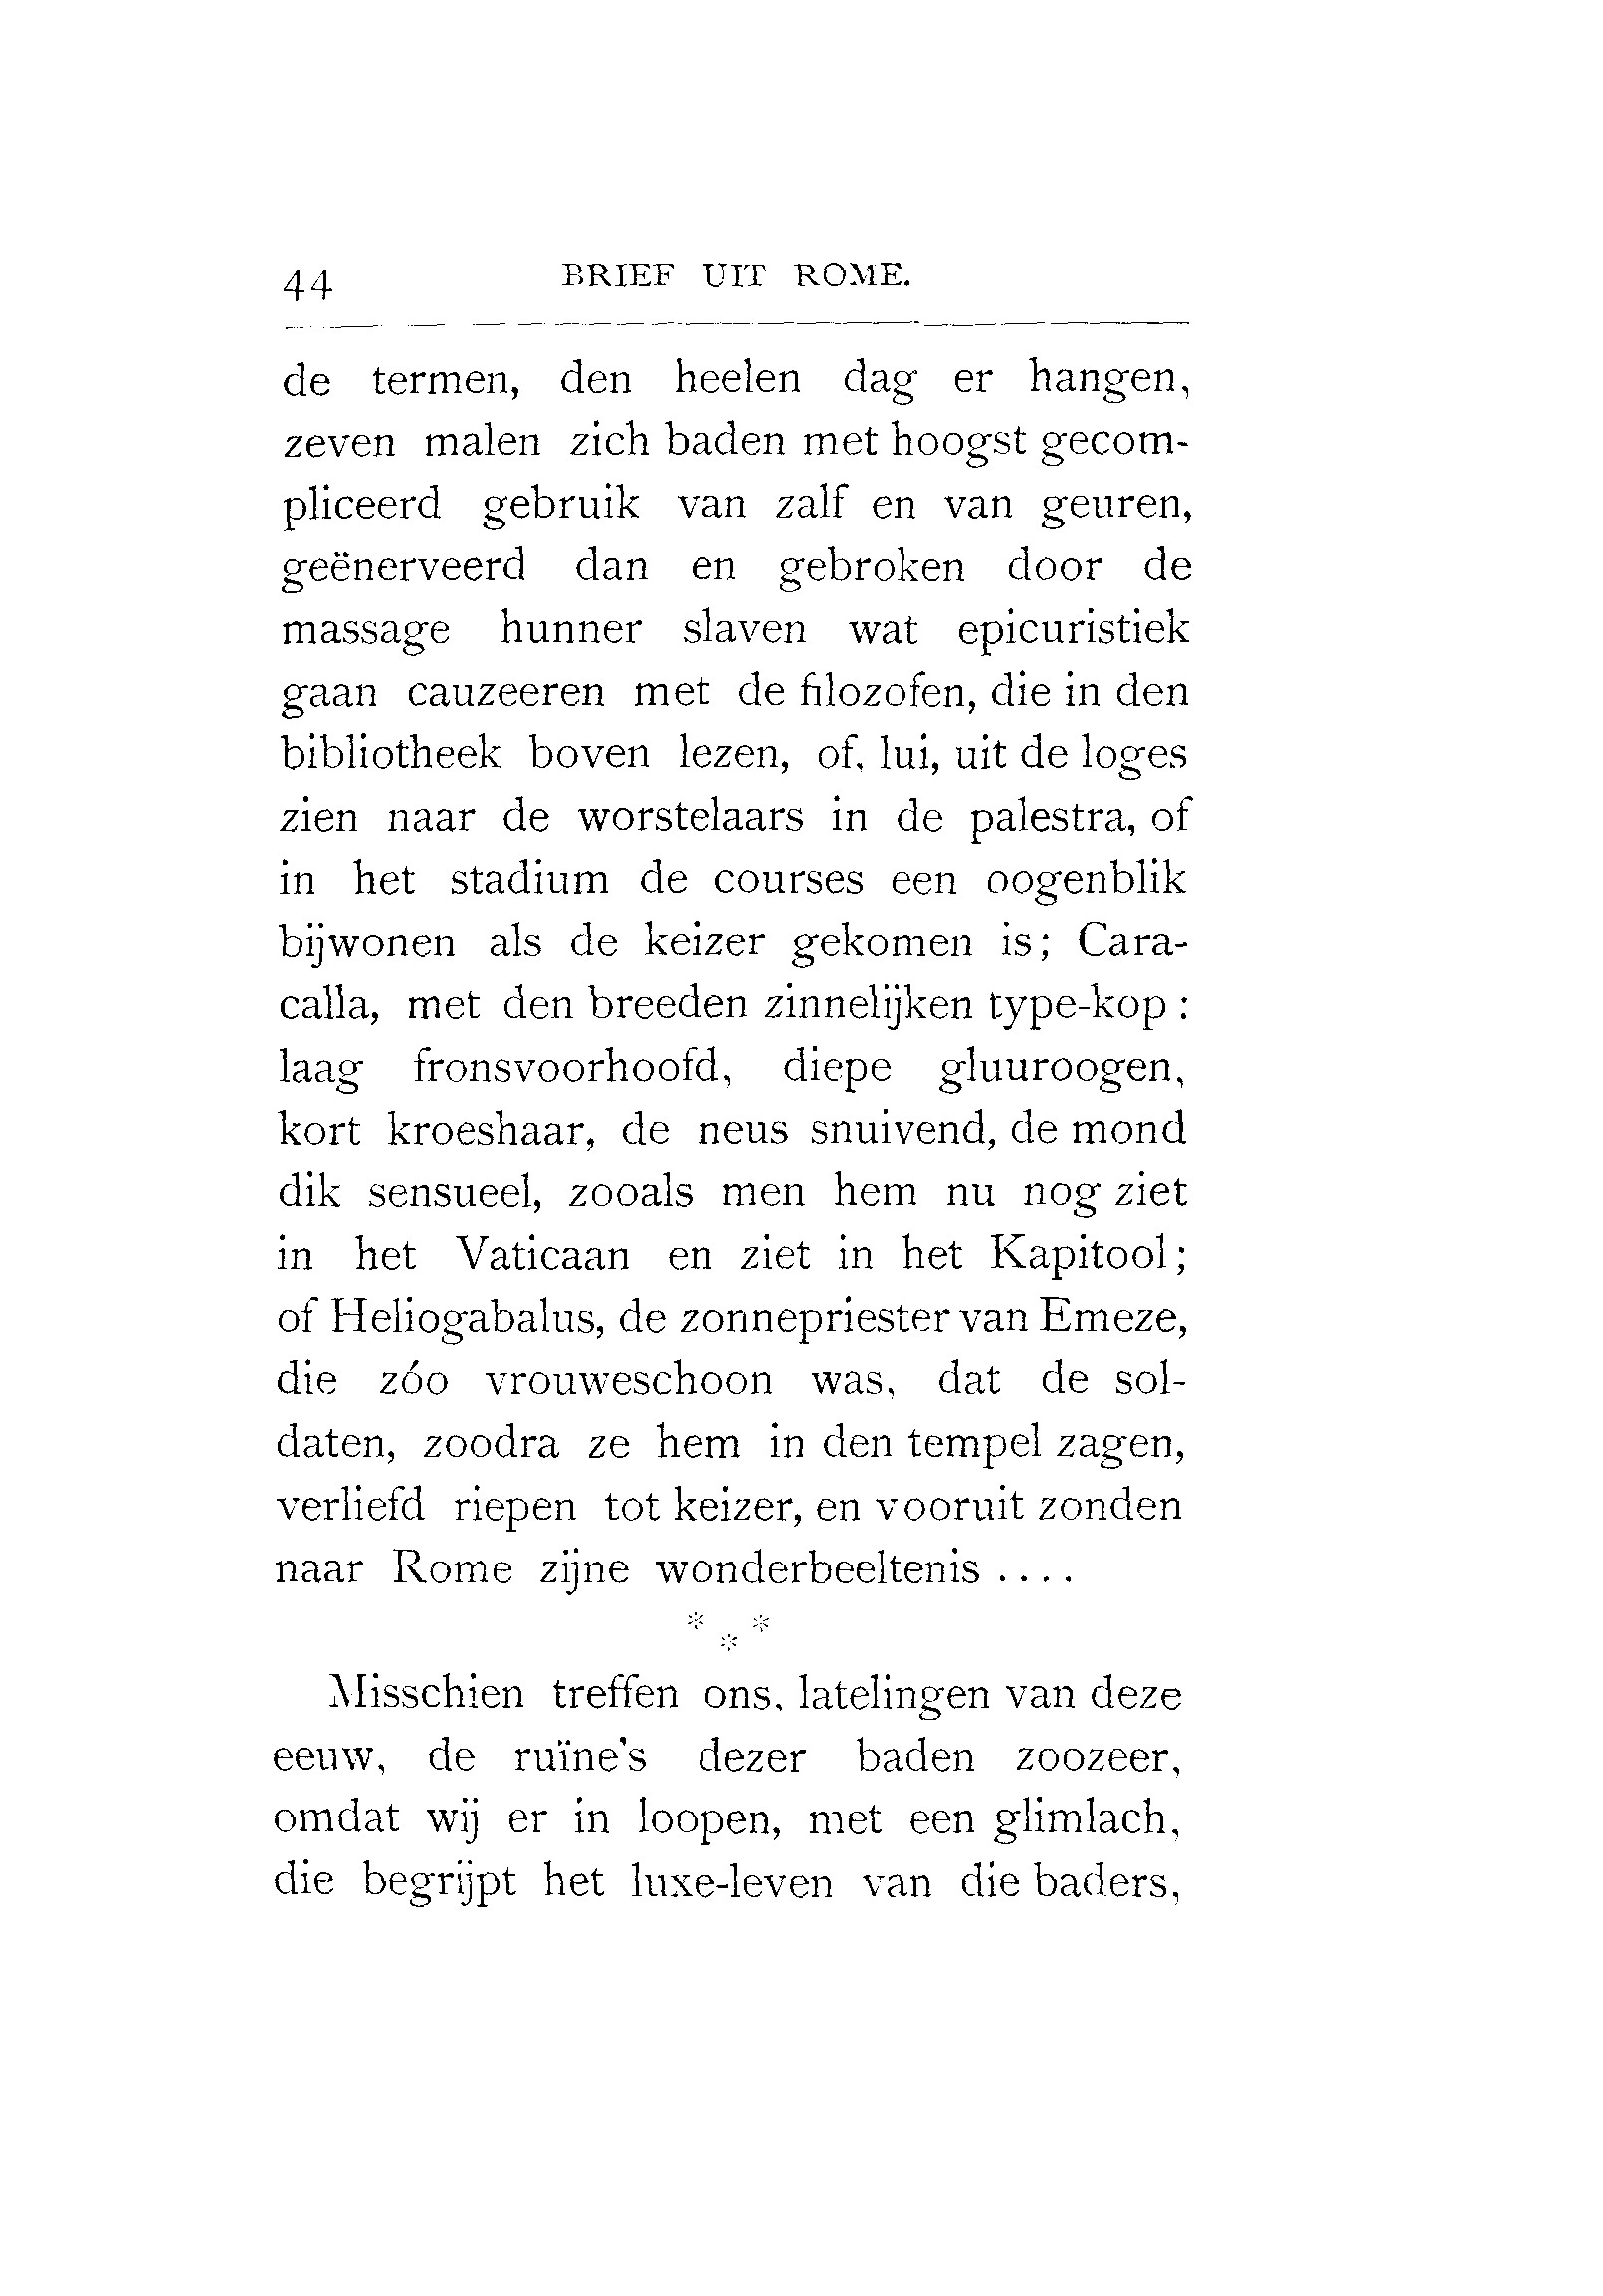 44 BRIEF UIT ROME.
de termen, den heelen dag er hangen,
zeven malen zich baden met hoogst gecom-
pliceerd gebruik van zalf en van geuren,
geënerveerd dan en gebroken door de
massage hunner slaven wat epicuristiek
gaan cauzeeren met de filozofen, die in den
bibliotheek boven lezen, of, lui, uit de loges
zien naar de worstelaars in de palestra, of
in het stadium de courses een oogenblik
bijwonen als de keizer gekomen is; Cara-
calla, met den breeden zinnelijken type-kop:
laag fronsvoorhoofd, diepe gluuroogen,
kort kroeshaar, de neus snuivend, de mond
dik sensueel, zooals men hem nu nog ziet
in het Vaticaan en ziet in het Kapitool;
of Heliogabalus, de zonnepriester van Emeze,
die zóo vrouweschoon was, dat de sol-
daten, zoodra ze hem in den tempel zagen,
verliefd riepen tot keizer, en vooruit zonden
naar Rome zijne wonderbeeltenis ....
* * *
Misschien treffen ons, latelingen van deze
eeuw, de ruïne's dezer baden zoozeer,
omdat wij er in loopen, met een glimlach,
die begrijpt het luxe-leven van die baders,